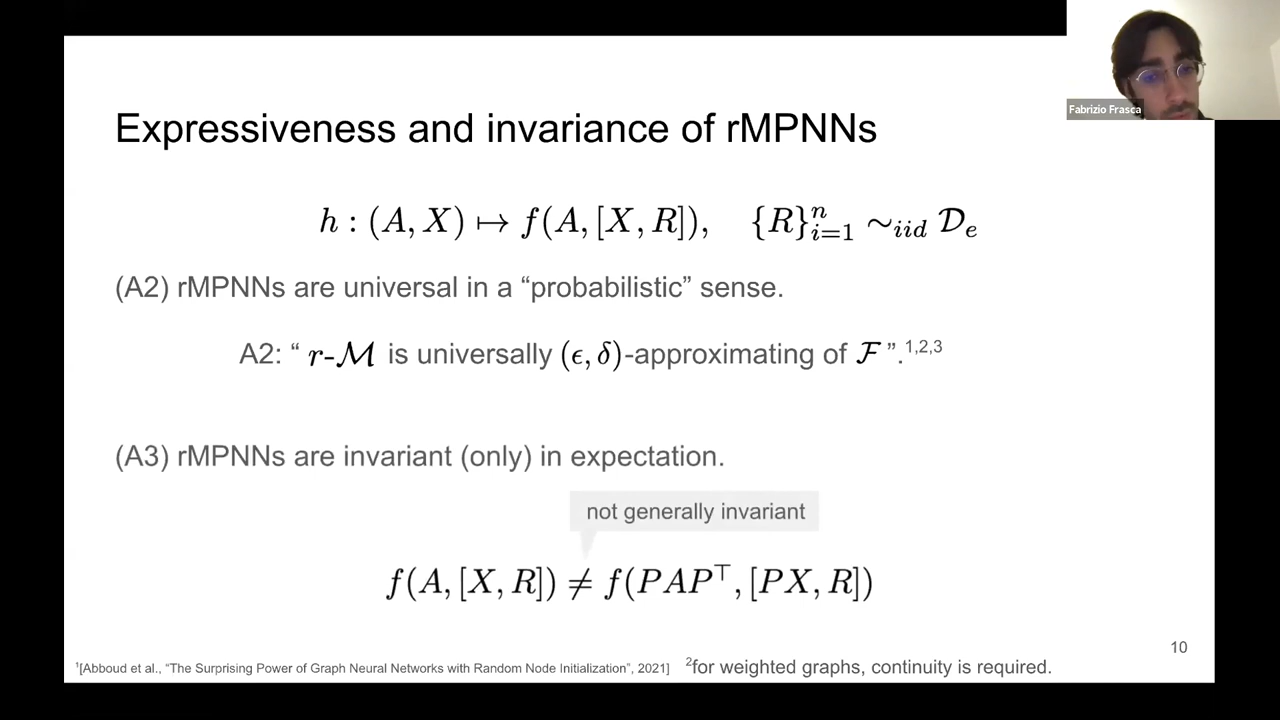 Fabrizio Frasca
Expressiveness and invariance of rMPNNs
h : (A, X) ↦ f(A, [X, R]), {R}ⁿᵢ₌₁ ∼ᵢᵢd 𝒟ₑ
(A2) rMPNNs are universal in a “probabilistic” sense.
A2: “ r-ℳ is universally (ϵ, δ)-approximating of ℱ ”.¹,²,³
(A3) rMPNNs are invariant (only) in expectation.
not generally invariant
f(A, [X, R]) ≠ f(PAP⊤, [PX, R])
10
¹[Abboud et al., “The Surprising Power of Graph Neural Networks with Random Node Initialization”, 2021] ²for weighted graphs, continuity is required.